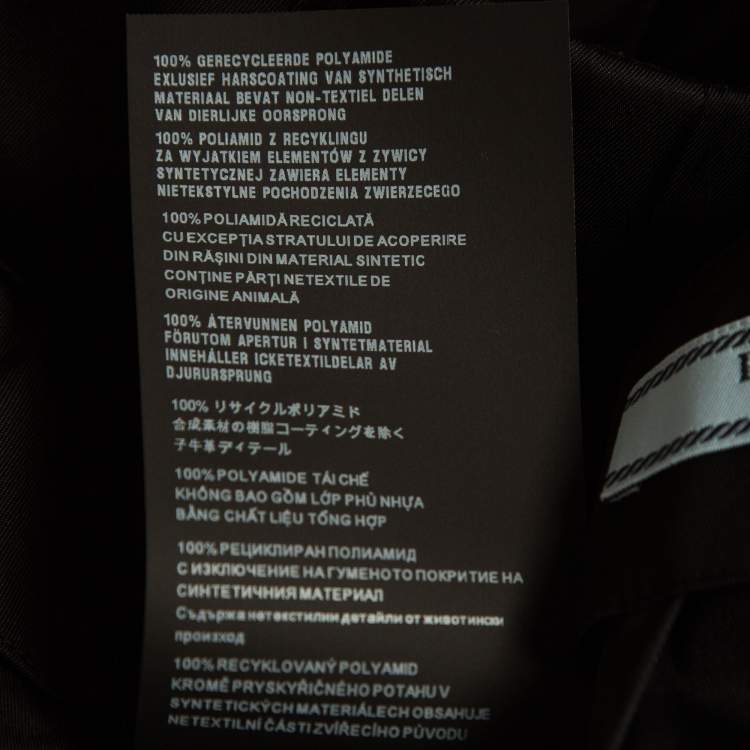 100% GERECYCLEERDE POLYAMIDE
EXLUSIEF HARSCOATING VAN SYNTHETISCH
MATERIAAL BEVAT NON-TEXTIEL DELEN
VAN DIERLIJKE OORSPRONG
100% POLIAMID Z RECYKLINGU
ZA WYJATKIEM ELEMENTÓW Z ZYWICY
SYNTETYCZNEJ ZAWIERA ELEMENTY
NIETEKSTYLNE POCHODZENIA ZWIERZECEGO
100% POLIAMIDĂ RECICLATĂ
CU EXCEPȚIA STRATULUI DE ACOPERIRE
DIN RĂȘINI DIN MATERIAL SINTETIC
CONȚINE PĂRȚI NETEXTILE DE
ORIGINE ANIMALĂ
100% ÅTERVUNNEN POLYAMID
FÖRUTOM APERTUR I SYNTETMATERIAL
INNEHÅLLER ICKETEXTILDELAR AV
DJURURSPRUNG
100% リサイクルポリアミド
合成素材の樹脂コーティングを除く
子牛革ディテール
100% POLYAMIDE TÁI CHẾ
KHÔNG BAO GỒM LỚP PHỦ NHỰA
BẰNG CHẤT LIỆU TỔNG HỢP
100% РЕЦИКЛИРАН ПОЛИАМИД
С ИЗКЛЮЧЕНИЕ НА ГУМЕНОТО ПОКРИТИЕ НА
СИНТЕТИЧНИЯ МАТЕРИАЛ
Съдържа нетекстилни детайли от животински
произход
100% RECYKLOVANÝ POLYAMID
KROMĚ PRYSKYŘIČNÉHO POTAHU V
SYNTETICKÝCH MATERIÁLECH OBSAHUJE
NETEXTILNÍ ČÁSTI ZVÍŘECÍHO PŮVODU